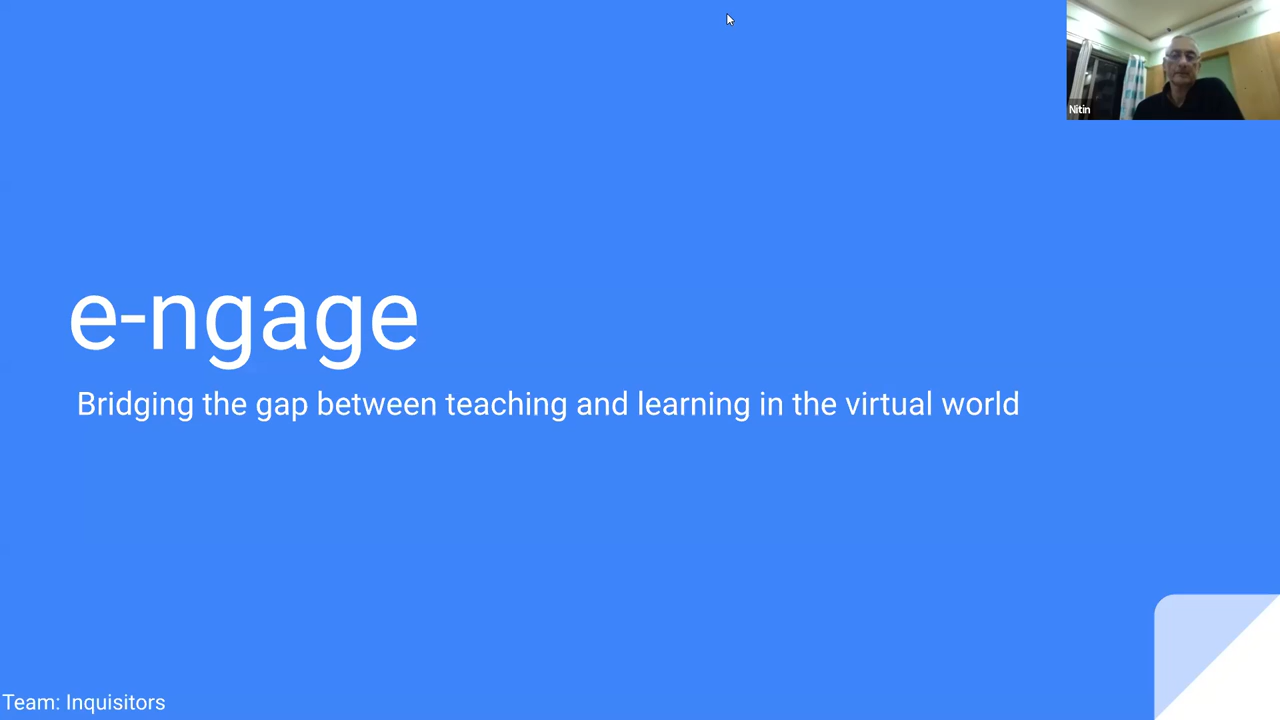 Nitin
e-ngage
Bridging the gap between teaching and learning in the virtual world
Team: Inquisitors